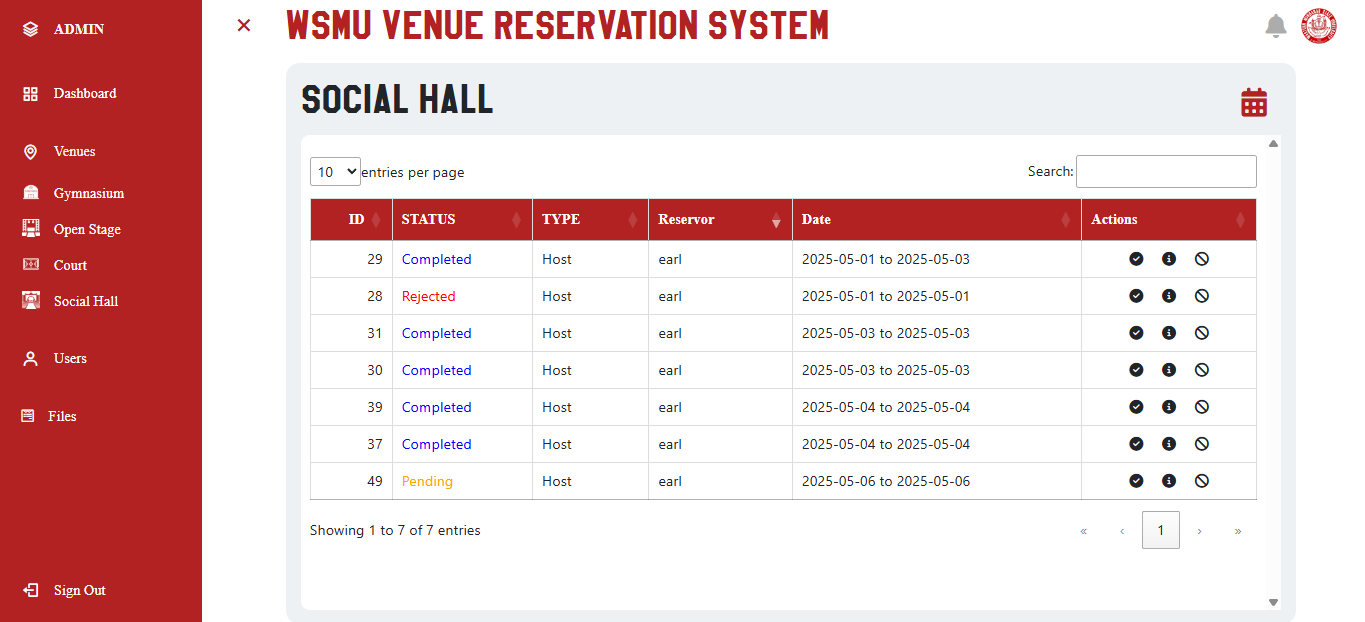 ADMIN
Dashboard
Venues
Gymnasium
Open Stage
Court
Social Hall
Users
Files
Sign Out
WSMU VENUE RESERVATION SYSTEM
SOCIAL HALL
10 entries per page
Search:
ID STATUS TYPE Reservor Date Actions
29 Completed Host earl 2025-05-01 to 2025-05-03
28 Rejected Host earl 2025-05-01 to 2025-05-01
31 Completed Host earl 2025-05-03 to 2025-05-03
30 Completed Host earl 2025-05-03 to 2025-05-03
39 Completed Host earl 2025-05-04 to 2025-05-04
37 Completed Host earl 2025-05-04 to 2025-05-04
49 Pending Host earl 2025-05-06 to 2025-05-06
Showing 1 to 7 of 7 entries
« ‹ 1 › »